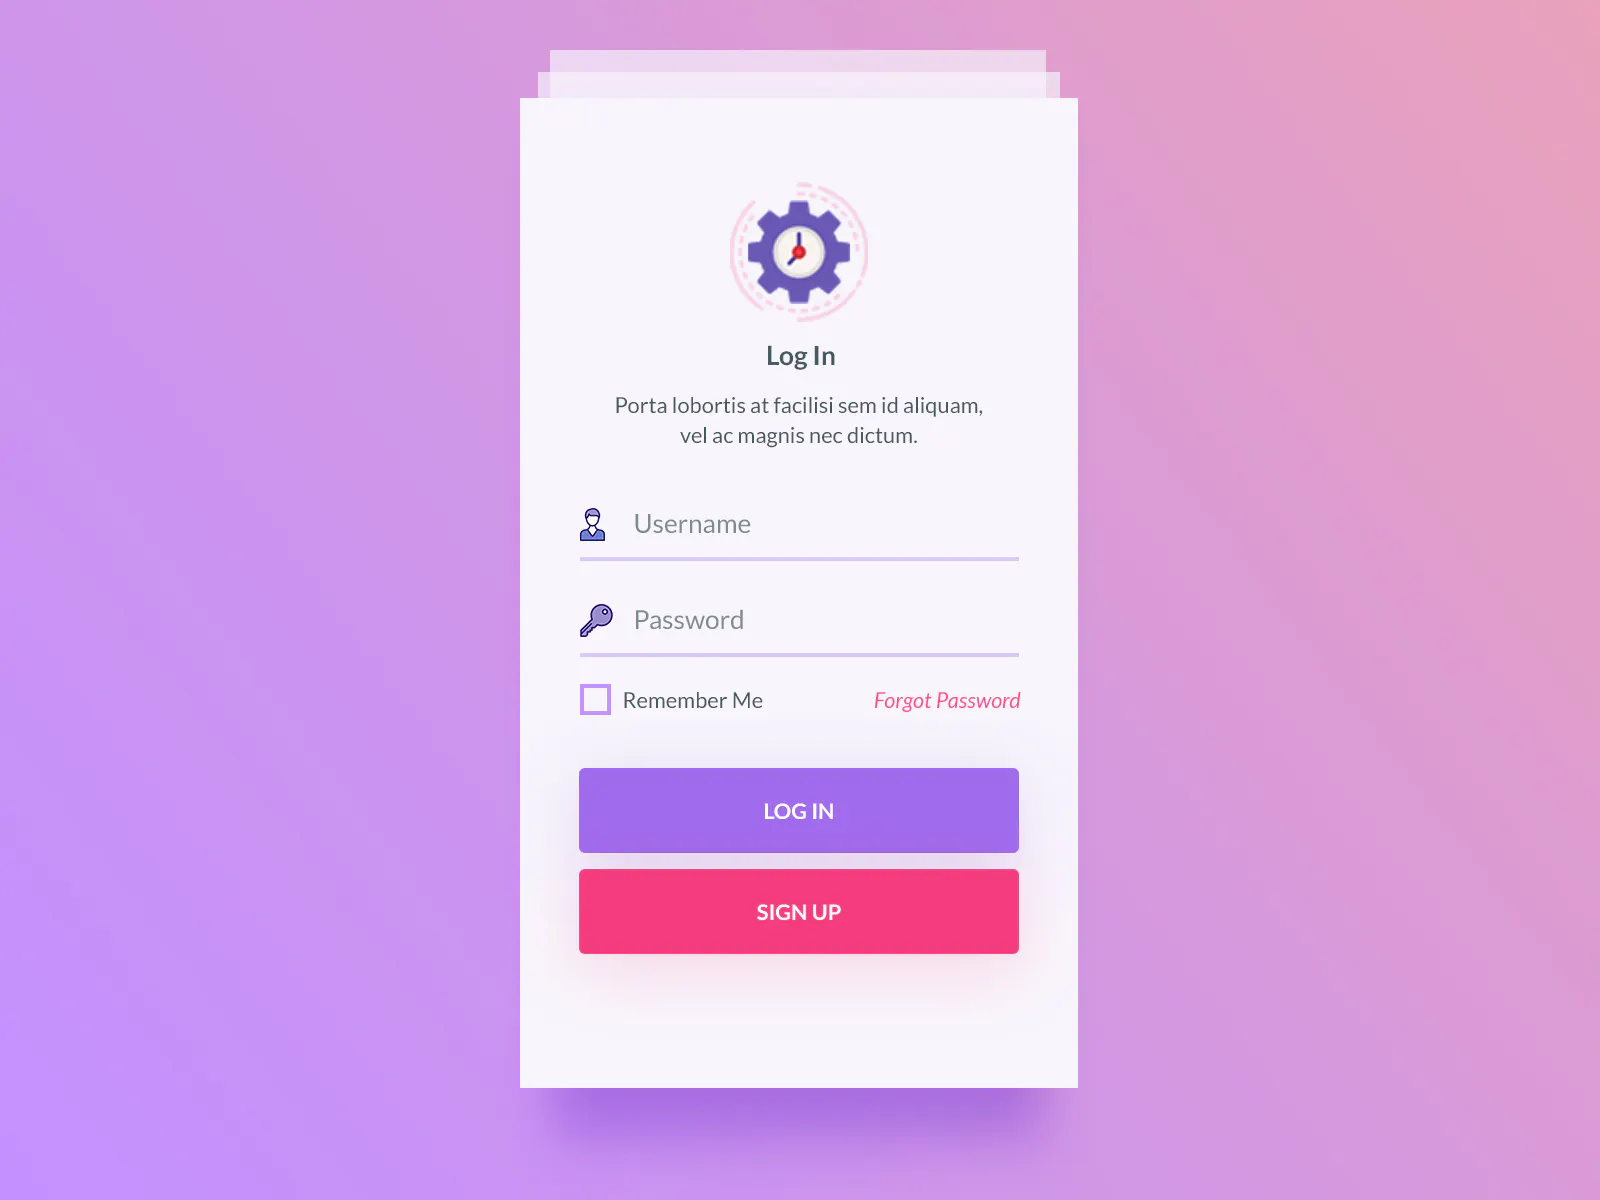 Log In
Porta lobortis at facilisi sem id aliquam,
vel ac magnis nec dictum.
Username
Password
Remember Me
Forgot Password
LOG IN
SIGN UP